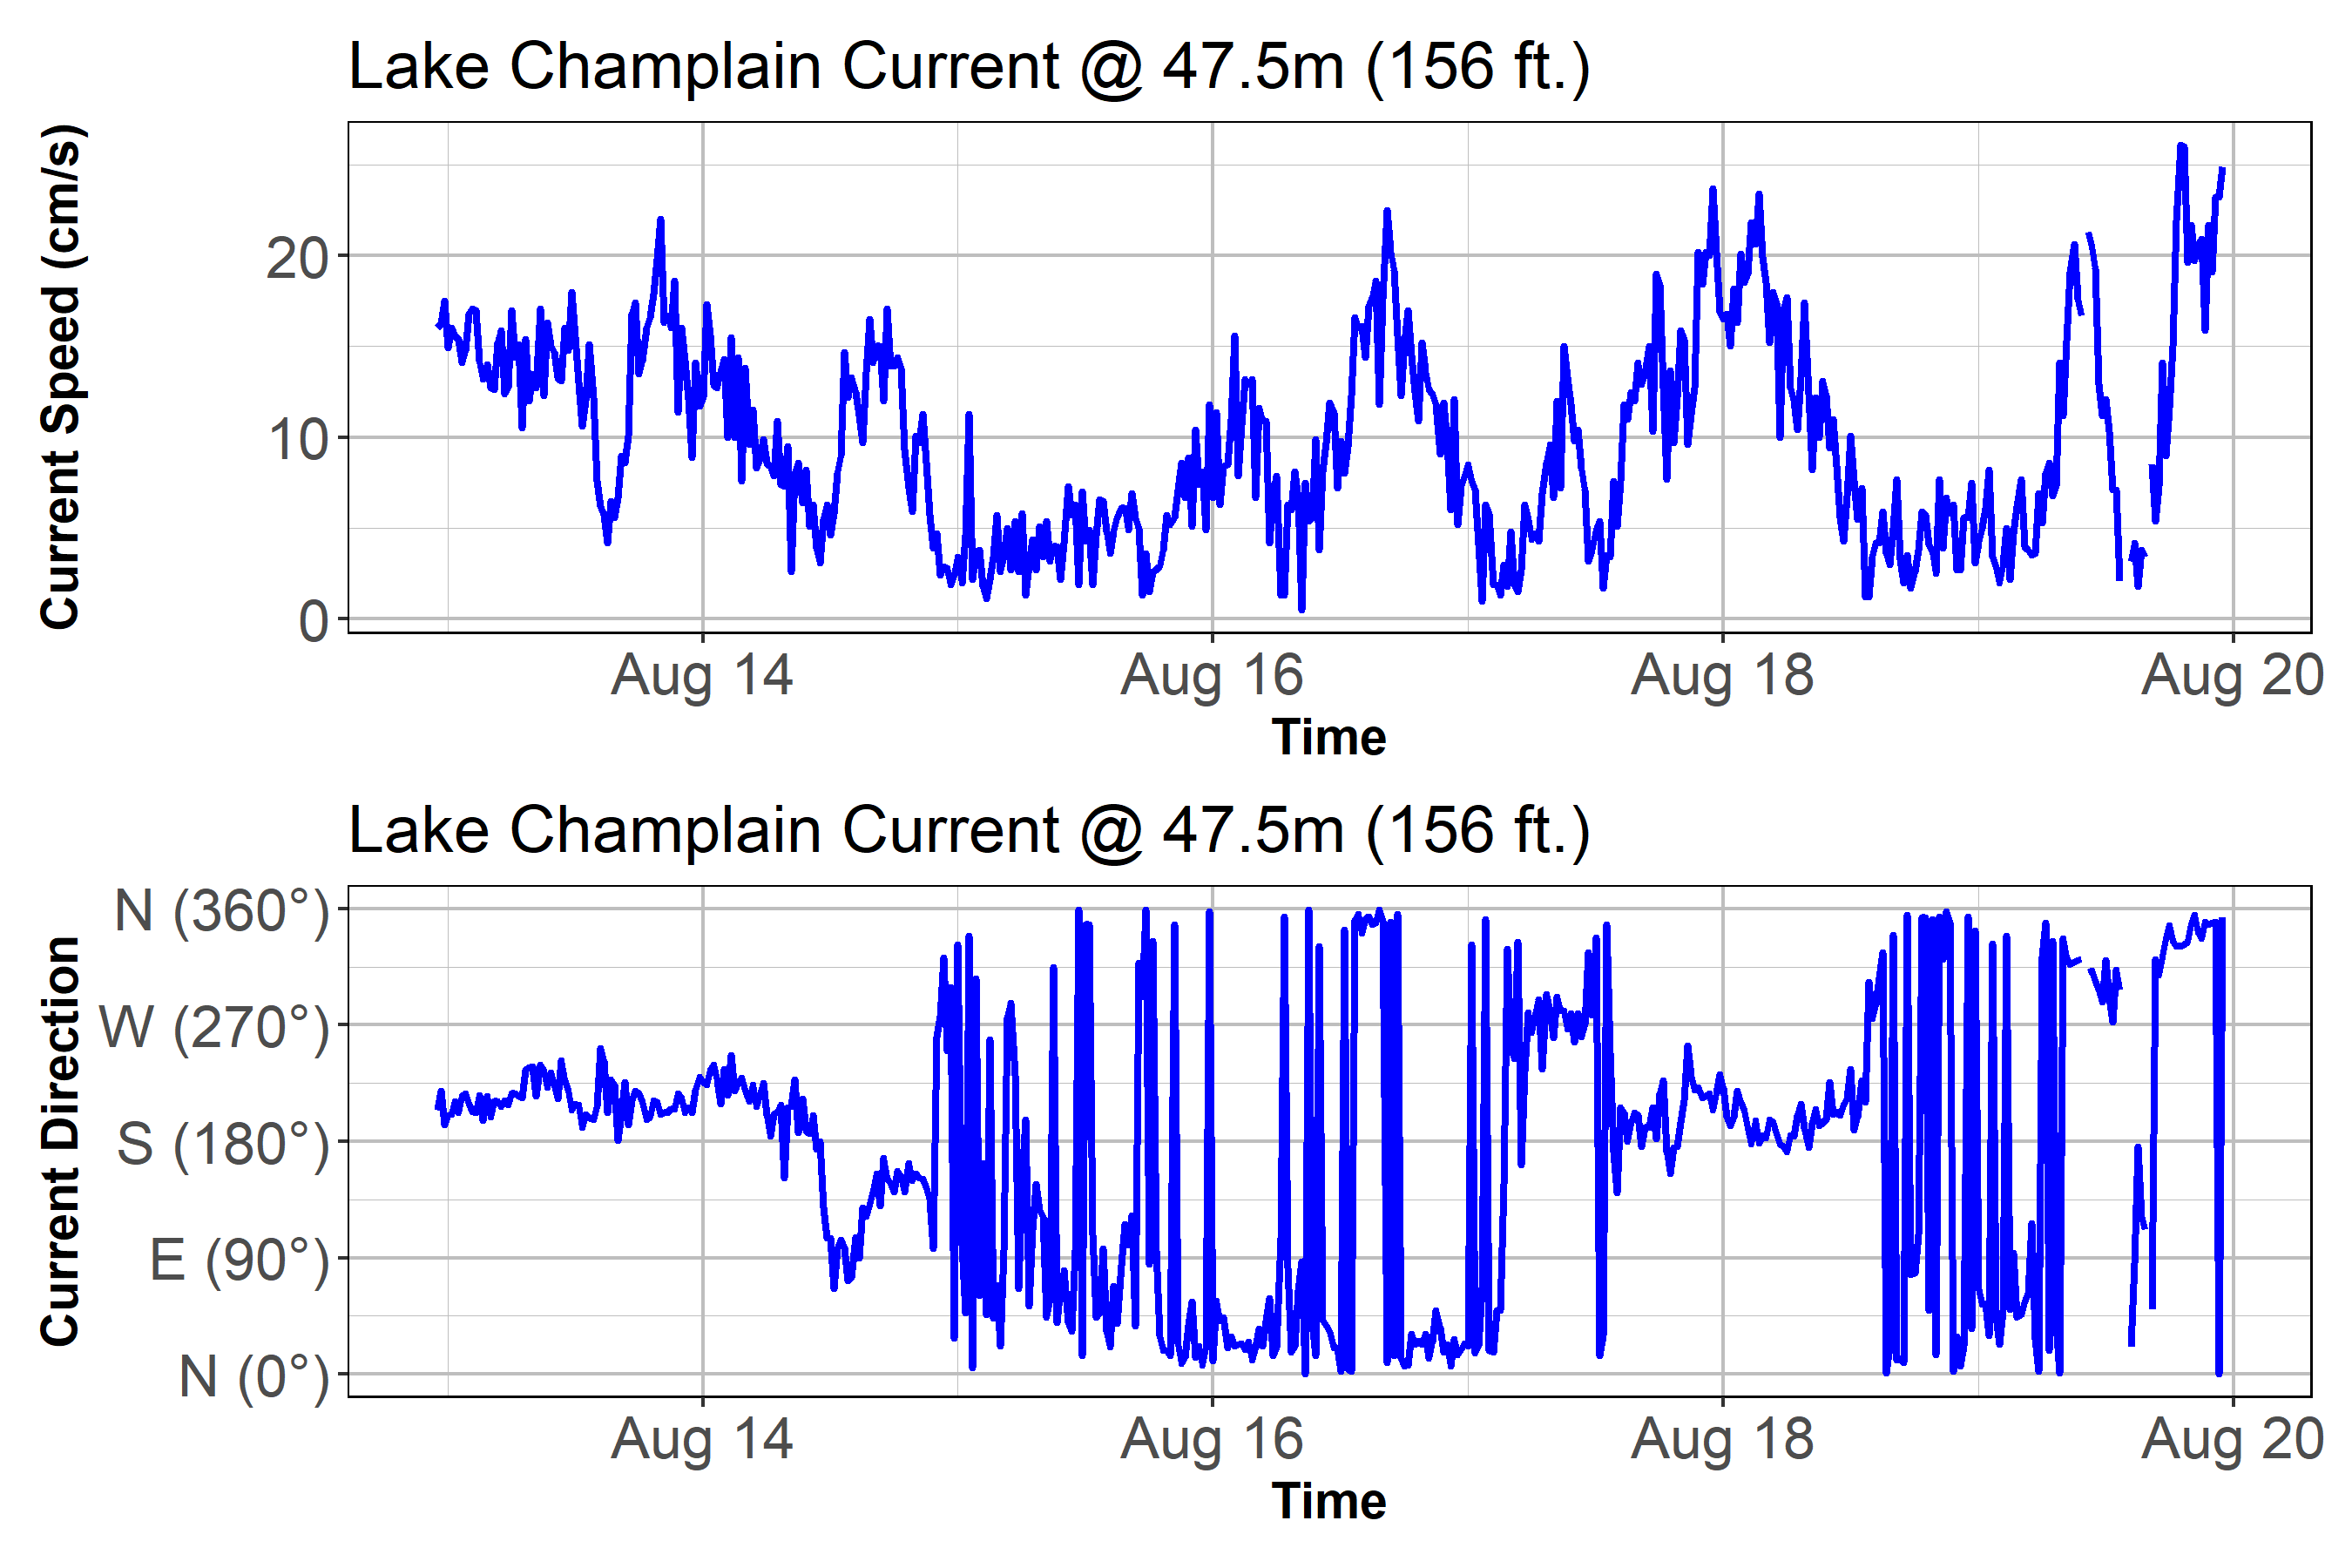 Lake Champlain Current @ 47.5m (156 ft.)
Current Speed (cm/s)
20
10
0
Aug 14 Aug 16 Aug 18 Aug 20
Time
Lake Champlain Current @ 47.5m (156 ft.)
Current Direction
N (360°)
W (270°)
S (180°)
E (90°)
N (0°)
Aug 14 Aug 16 Aug 18 Aug 20
Time